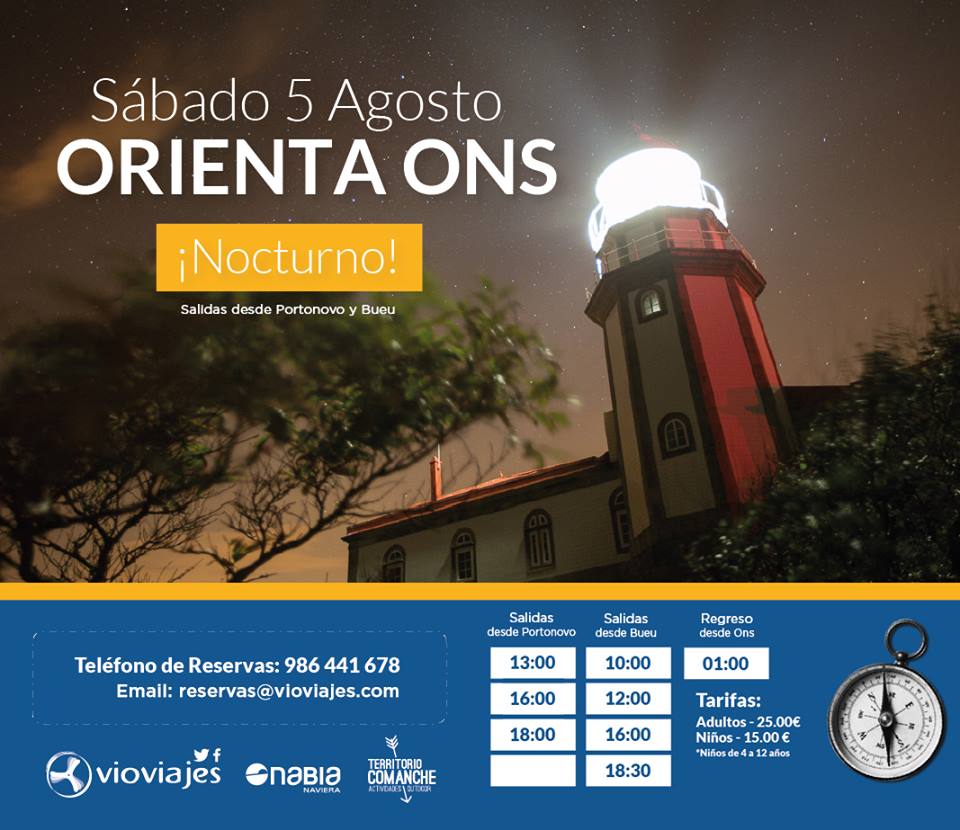 Sábado 5 Agosto
ORIENTA ONS
¡Nocturno!
Salidas desde Portonovo y Bueu
Teléfono de Reservas: 986 441 678
Email: reservas@vioviajes.com
vioviajes
nabia
NAVIERA
TERRITORIO
COMANCHE
ACTIVIDADES OUTDOOR
Salidas
desde Portonovo
13:00
16:00
18:00
Salidas
desde Bueu
10:00
12:00
16:00
18:30
Regreso
desde Ons
01:00
Tarifas:
Adultos - 25.00€
Niños - 15.00 €
*Niños de 4 a 12 años